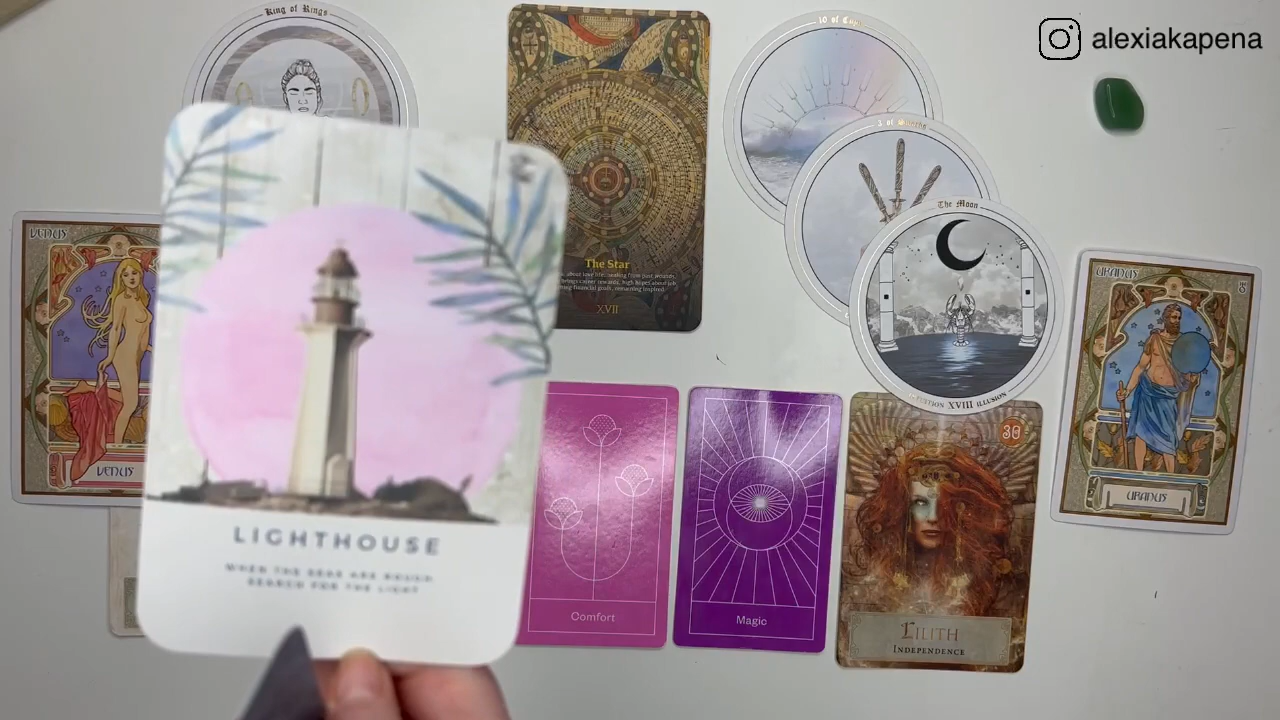 alexiakapena
King of Rings
10 of Cups
3 of Swords
The Moon
XVIII ILLUSION
VENUS
VENUS
The Star
XVII
URANUS
URANUS
LIGHTHOUSE
WHEN THE SEAS ARE ROUGH
SEARCH FOR THE LIGHT
Comfort
Magic
30
LILITH
INDEPENDENCE